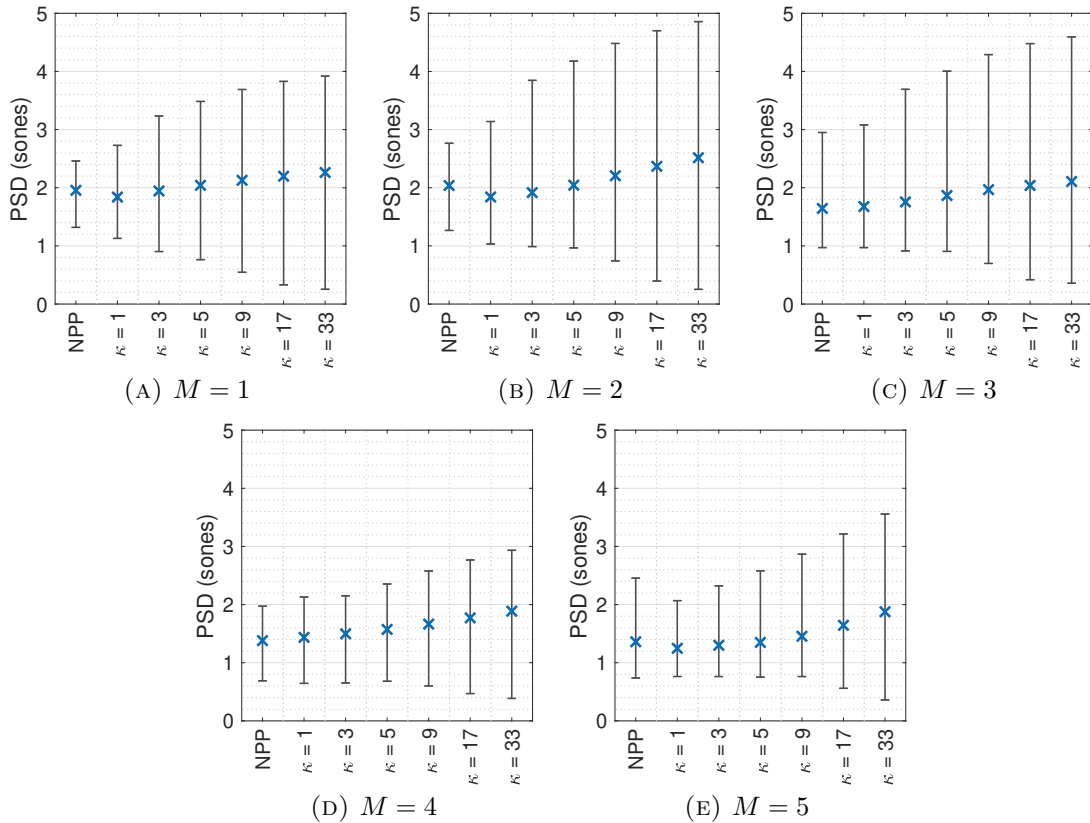 5
4
3
2
1
0
PSD (sones)
NPP
κ = 1
κ = 3
κ = 5
κ = 9
κ = 17
κ = 33
(A) M = 1
5
4
3
2
1
0
PSD (sones)
NPP
κ = 1
κ = 3
κ = 5
κ = 9
κ = 17
κ = 33
(B) M = 2
5
4
3
2
1
0
PSD (sones)
NPP
κ = 1
κ = 3
κ = 5
κ = 9
κ = 17
κ = 33
(C) M = 3
5
4
3
2
1
0
PSD (sones)
NPP
κ = 1
κ = 3
κ = 5
κ = 9
κ = 17
κ = 33
(D) M = 4
5
4
3
2
1
0
PSD (sones)
NPP
κ = 1
κ = 3
κ = 5
κ = 9
κ = 17
κ = 33
(E) M = 5